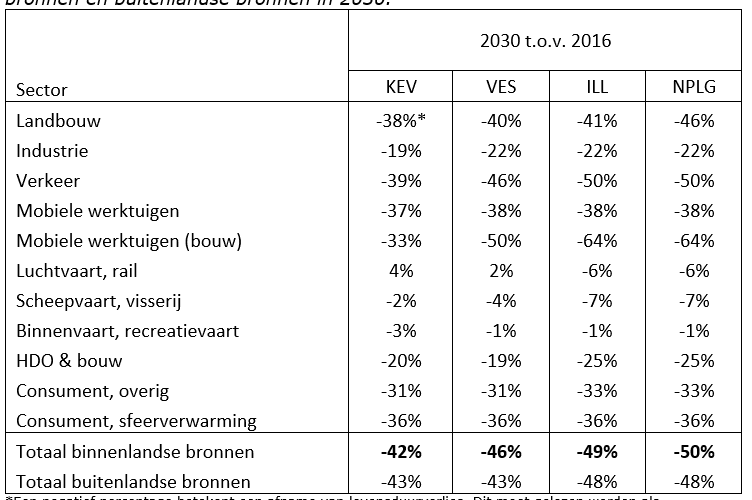 bronnen en buitenlandse bronnen in 2030.
2030 t.o.v. 2016
Sector KEV VES ILL NPLG
Landbouw -38%* -40% -41% -46%
Industrie -19% -22% -22% -22%
Verkeer -39% -46% -50% -50%
Mobiele werktuigen -37% -38% -38% -38%
Mobiele werktuigen (bouw) -33% -50% -64% -64%
Luchtvaart, rail 4% 2% -6% -6%
Scheepvaart, visserij -2% -4% -7% -7%
Binnenvaart, recreatievaart -3% -1% -1% -1%
HDO & bouw -20% -19% -25% -25%
Consument, overig -31% -31% -33% -33%
Consument, sfeerverwarming -36% -36% -36% -36%
Totaal binnenlandse bronnen -42% -46% -49% -50%
Totaal buitenlandse bronnen -43% -43% -48% -48%
*Een negatief percentage betekent een afname van levensduurverlies. Dit moet gelezen worden als